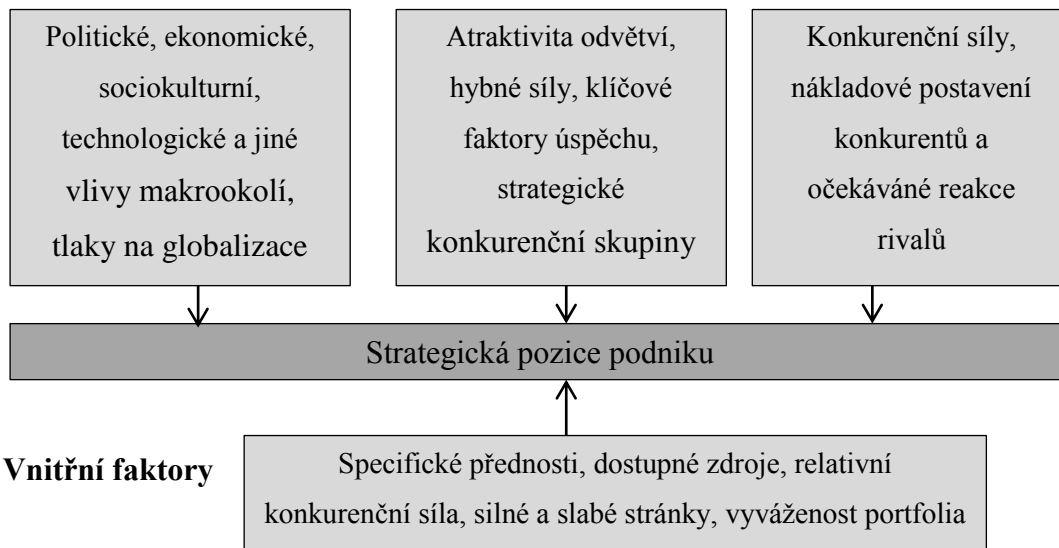 Politické, ekonomické,
sociokulturní,
technologické a jiné
vlivy makrookolí,
tlaky na globalizace
Atraktivita odvětví,
hybné síly, klíčové
faktory úspěchu,
strategické
konkurenční skupiny
Konkurenční síly,
nákladové postavení
konkurentů a
očekáváné reakce
rivalů
Strategická pozice podniku
Vnitřní faktory
Specifické přednosti, dostupné zdroje, relativní
konkurenční síla, silné a slabé stránky, vyváženost portfolia